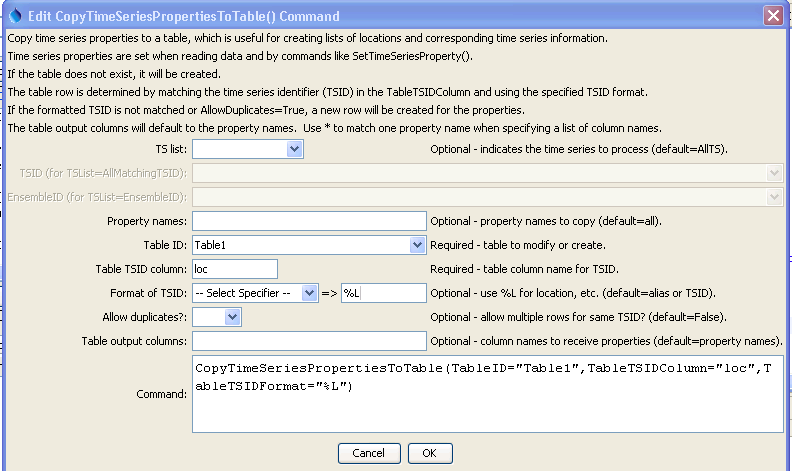 Edit CopyTimeSeriesPropertiesToTable() Command
Copy time series properties to a table, which is useful for creating lists of locations and corresponding time series information.
Time series properties are set when reading data and by commands like SetTimeSeriesProperty().
If the table does not exist, it will be created.
The table row is determined by matching the time series identifier (TSID) in the TableTSIDColumn and using the specified TSID format.
If the formatted TSID is not matched or AllowDuplicates=True, a new row will be created for the properties.
The table output columns will default to the property names. Use * to match one property name when specifying a list of column names.
TS list: Optional - indicates the time series to process (default=AllTS).
TSID (for TSList=AllMatchingTSID):
EnsembleID (for TSList=EnsembleID):
Property names: Optional - property names to copy (default=all).
Table ID: Table1 Required - table to modify or create.
Table TSID column: loc Required - table column name for TSID.
Format of TSID: -- Select Specifier -- => %L Optional - use %L for location, etc. (default=alias or TSID).
Allow duplicates?: Optional - allow multiple rows for same TSID? (default=False).
Table output columns: Optional - column names to receive properties (default=property names).
Command: CopyTimeSeriesPropertiesToTable(TableID="Table1",TableTSIDColumn="loc",T
ableTSIDFormat="%L")
Cancel OK